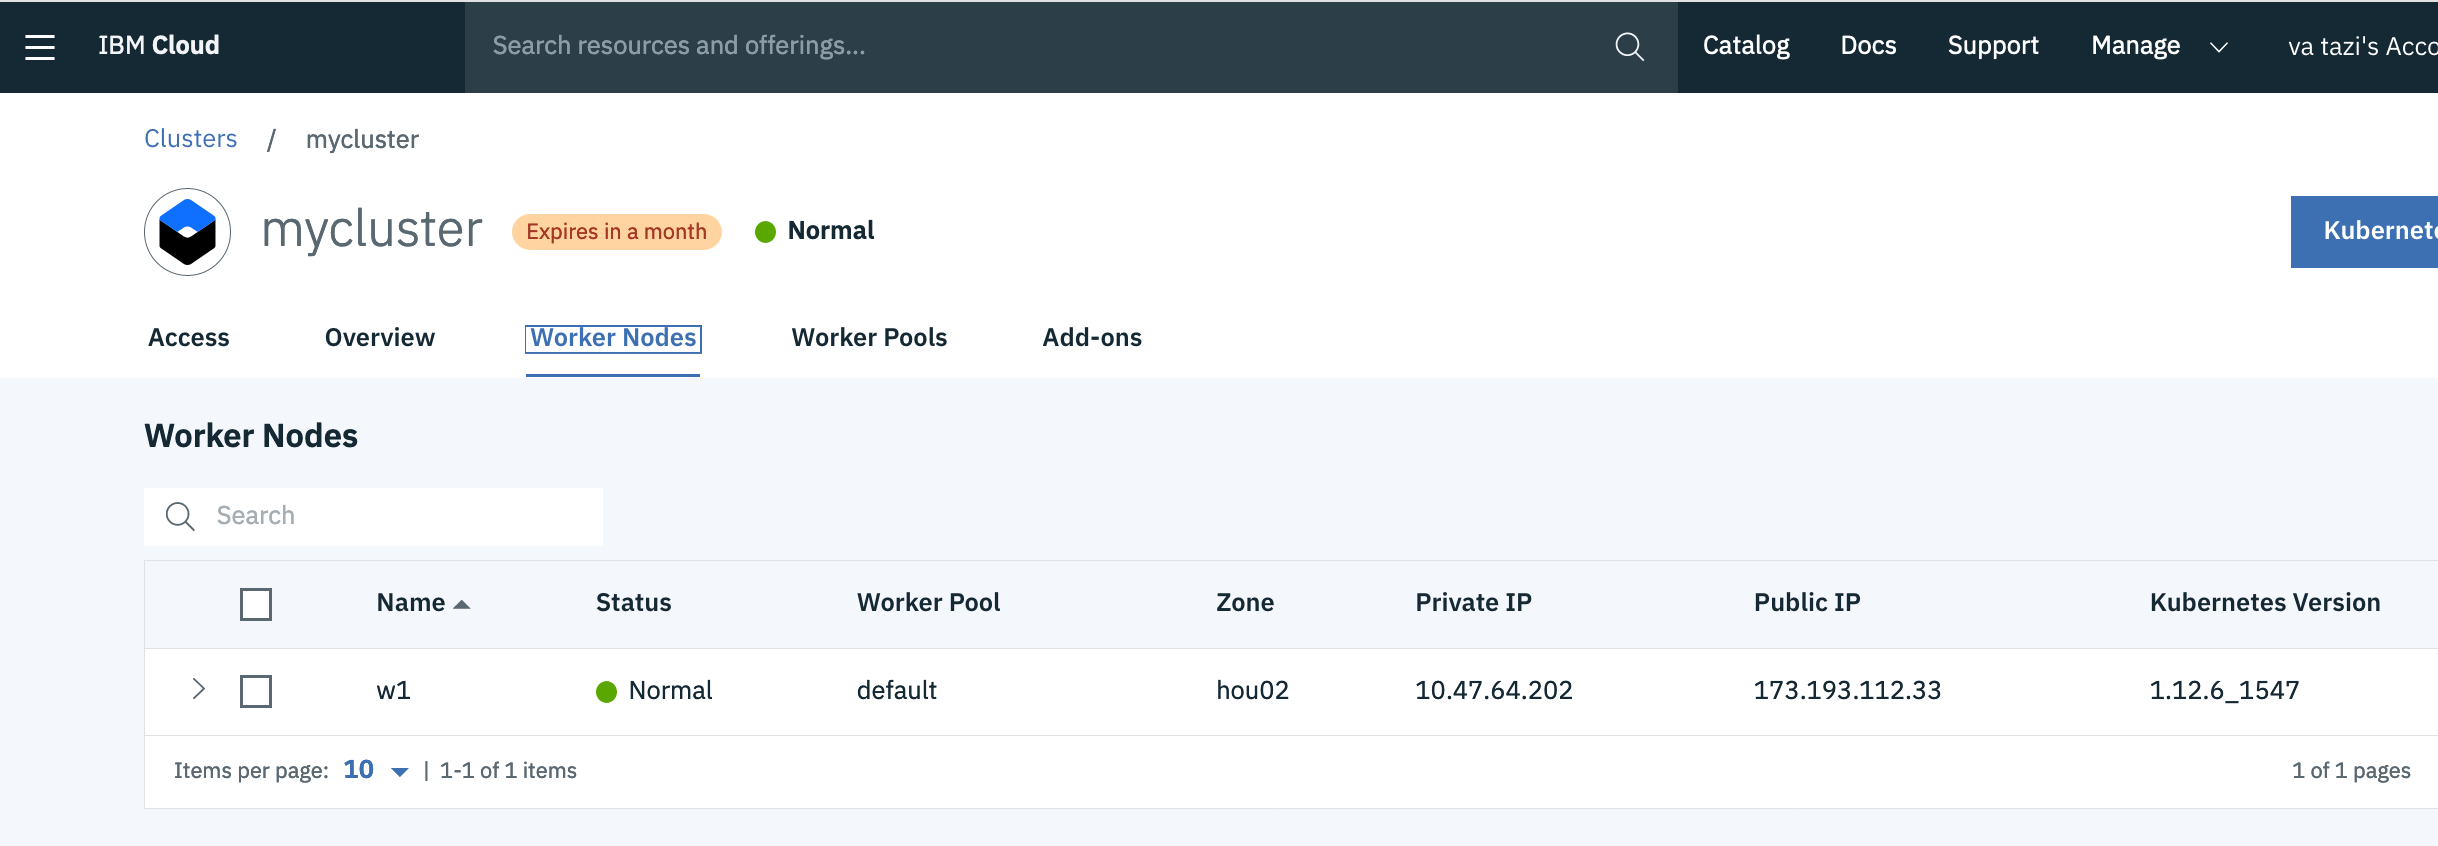 IBM Cloud
Search resources and offerings...
Catalog
Docs
Support
Manage
va tazi's Acco
Clusters / mycluster
mycluster
Expires in a month
Normal
Kubernete
Access
Overview
Worker Nodes
Worker Pools
Add-ons
Worker Nodes
Search
Name Status Worker Pool Zone Private IP Public IP Kubernetes Version
w1 Normal default hou02 10.47.64.202 173.193.112.33 1.12.6_1547
Items per page: 10 | 1-1 of 1 items
1 of 1 pages